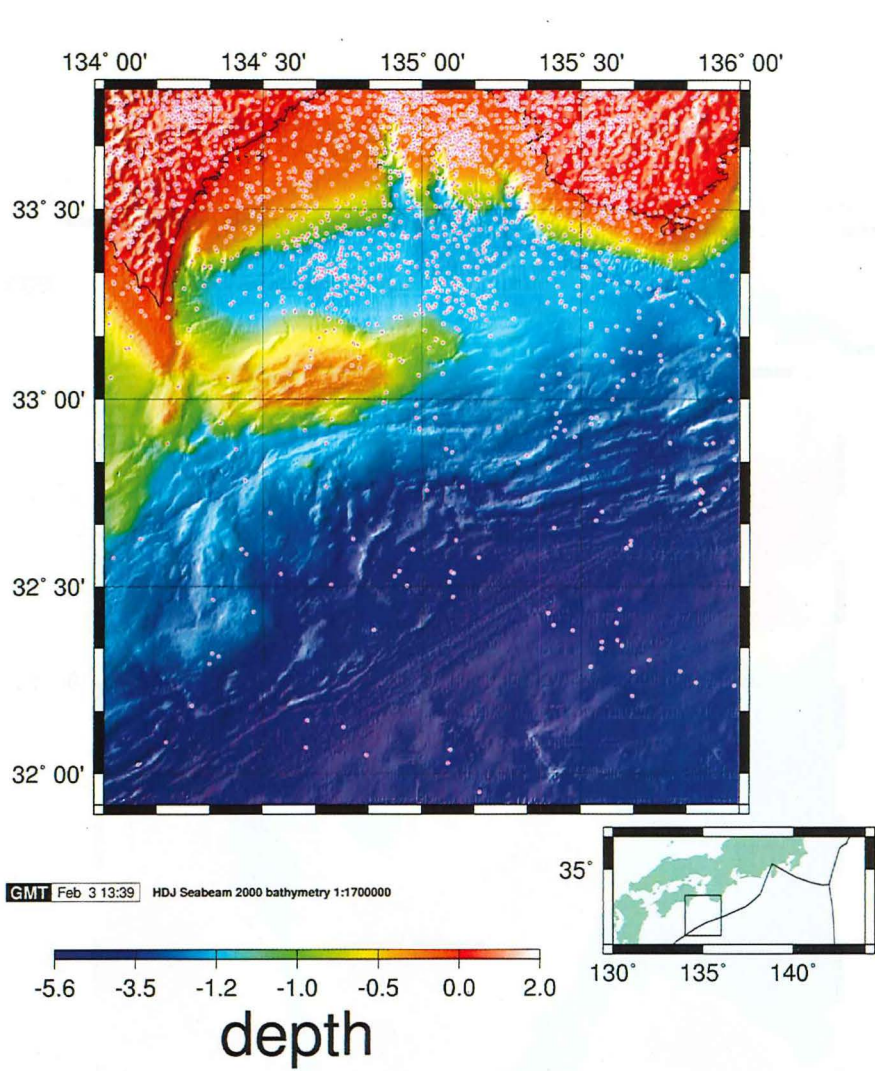 134° 00' 134° 30' 135° 00' 135° 30' 136° 00'
33° 30'
33° 00'
32° 30'
32° 00'
35°
130° 135° 140°
GMT Feb 3 13:39 HDJ Seabeam 2000 bathymetry 1:1700000
-5.6 -3.5 -1.2 -1.0 -0.5 0.0 2.0
depth